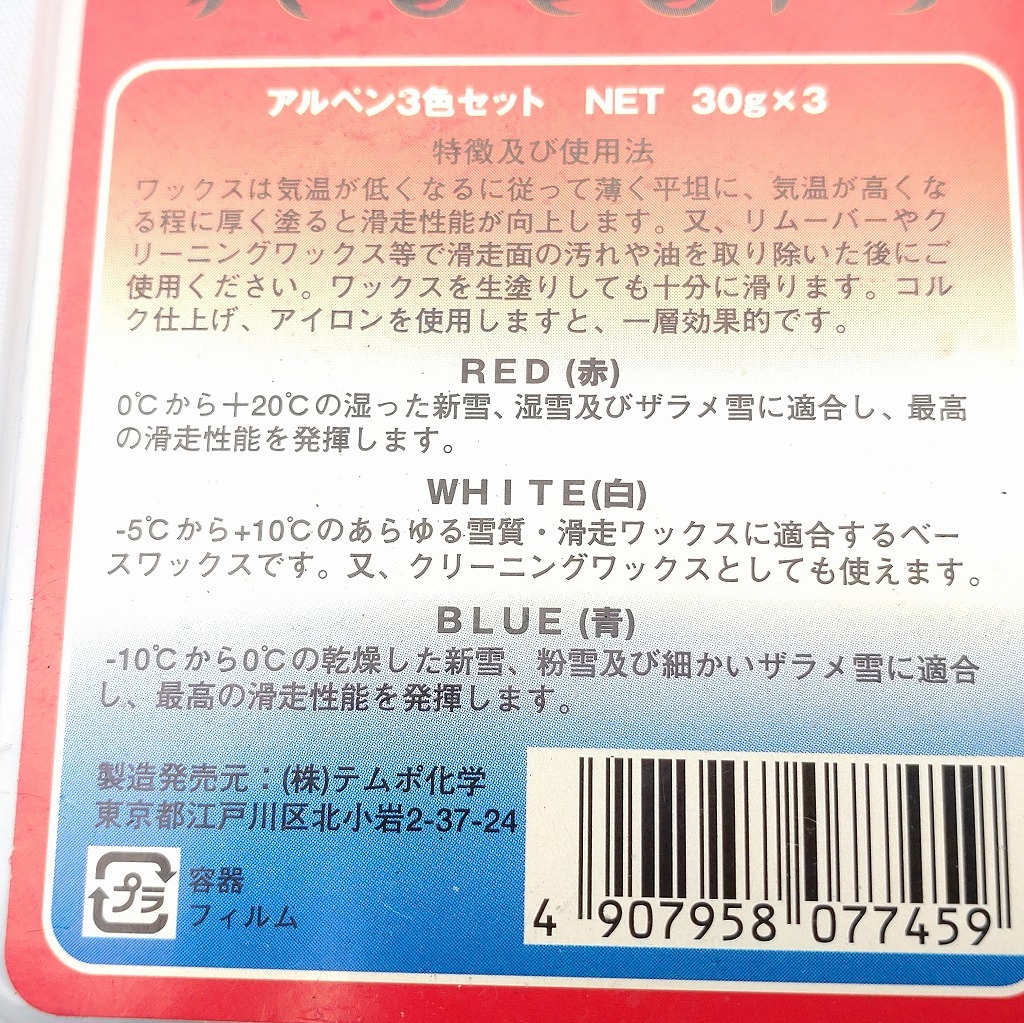 アルペン3色セット NET 30g×3
特徴及び使用法
ワックスは気温が低くなるに従って薄く平坦に、気温が高くな
る程に厚く塗ると滑走性能が向上します。又、リムーバーやク
リーニングワックス等で滑走面の汚れや油を取り除いた後にご
使用ください。ワックスを生塗りしても十分に滑ります。コル
ク仕上げ、アイロンを使用しますと、一層効果的です。
RED (赤)
0℃から+20℃の湿った新雪、湿雪及びザラメ雪に適合し、最高
の滑走性能を発揮します。
WHITE(白)
-5℃から+10℃のあらゆる雪質・滑走ワックスに適合するベー
スワックスです。又、クリーニングワックスとしても使えます。
BLUE (青)
-10℃から0℃の乾燥した新雪、粉雪及び細かいザラメ雪に適合
し、最高の滑走性能を発揮します。
製造発売元:(株)テムポ化学
東京都江戸川区北小岩2-37-24
プラ
容器
フィルム
4 907958 077459